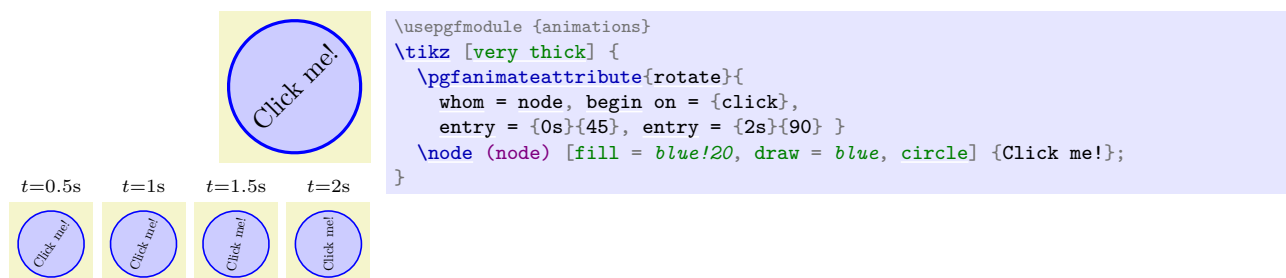 Click me!
t=0.5s t=1s t=1.5s t=2s
Click me! Click me! Click me! Click me!
\usepgfmodule {animations}
\tikz [very thick] {
  \pgfanimateattribute{rotate}{
    whom = node, begin on = {click},
    entry = {0s}{45}, entry = {2s}{90} }
  \node (node) [fill = blue!20, draw = blue, circle] {Click me!};
}